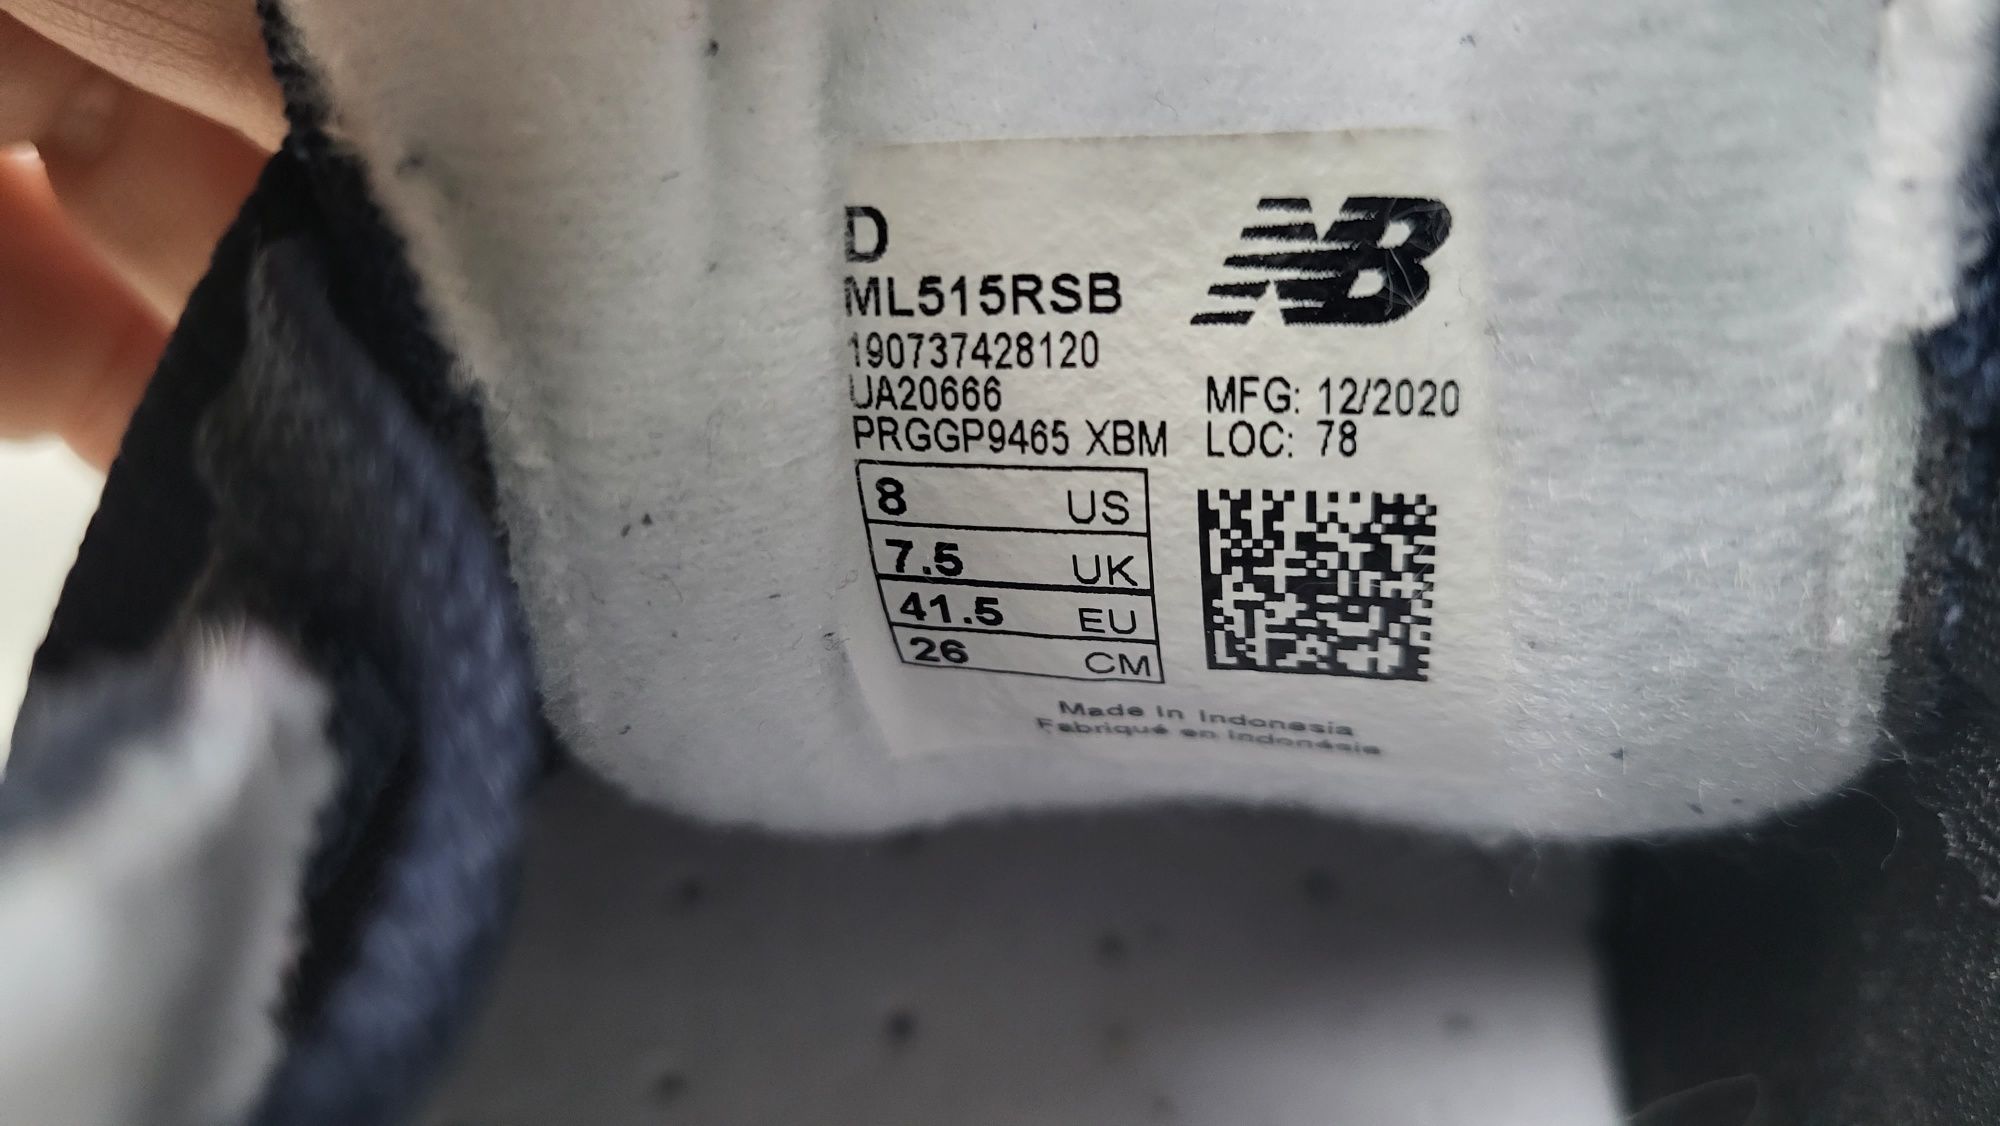 D
NB
ML515RSB
190737428120
UA20666
MFG: 12/2020
PRGGP9465 XBM
LOC: 78
8 US
7.5 UK
41.5 EU
26 CM
Made in Indonesia
Fabriqué en Indonésie